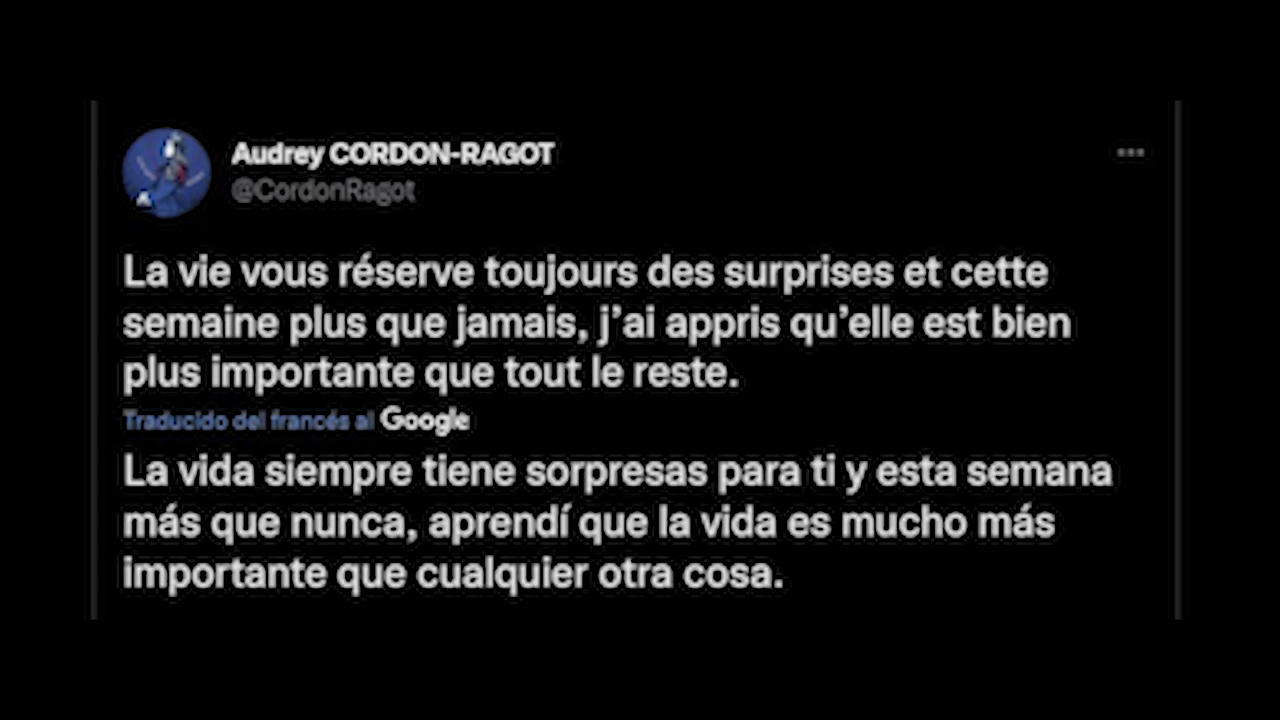 Audrey CORDON-RAGOT
@CordonRagot
La vie vous réserve toujours des surprises et cette
semaine plus que jamais, j’ai appris qu’elle est bien
plus importante que tout le reste.
Traducido del francés al Google
La vida siempre tiene sorpresas para ti y esta semana
más que nunca, aprendí que la vida es mucho más
importante que cualquier otra cosa.